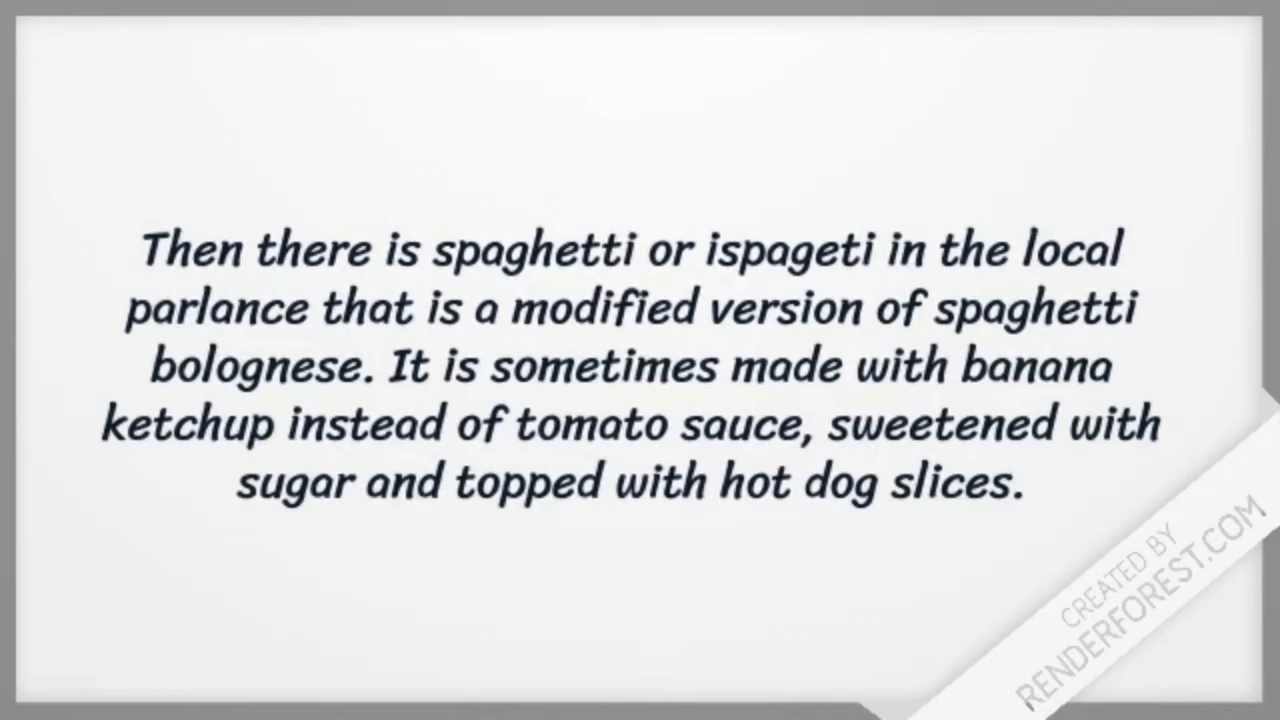 Then there is spaghetti or ispageti in the local
parlance that is a modified version of spaghetti
bolognese. It is sometimes made with banana
ketchup instead of tomato sauce, sweetened with
sugar and topped with hot dog slices.
CREATED BY
RENDERFOREST.COM